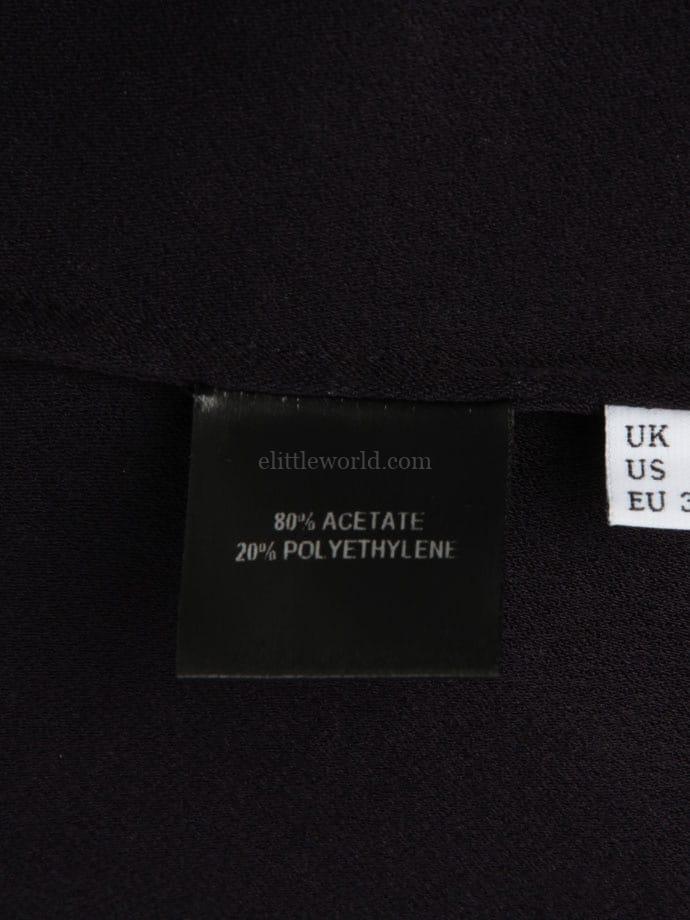 elittleworld.com
80% ACETATE
20% POLYETHYLENE
UK
US
EU 3